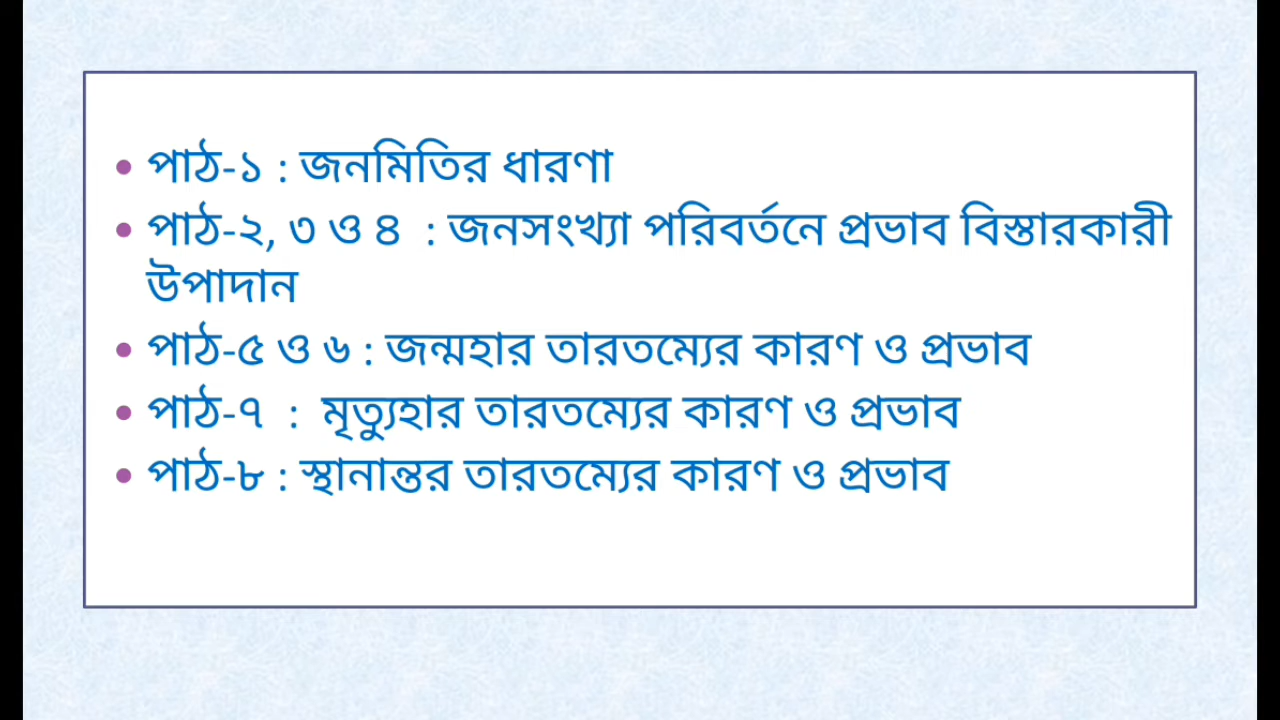 • পাঠ-১ : জনমিতির ধারণা
• পাঠ-২, ৩ ও ৪ : জনসংখ্যা পরিবর্তনে প্রভাব বিস্তারকারী
উপাদান
• পাঠ-৫ ও ৬ : জন্মহার তারতম্যের কারণ ও প্রভাব
• পাঠ-৭ : মৃত্যুহার তারতম্যের কারণ ও প্রভাব
• পাঠ-৮ : স্থানান্তর তারতম্যের কারণ ও প্রভাব